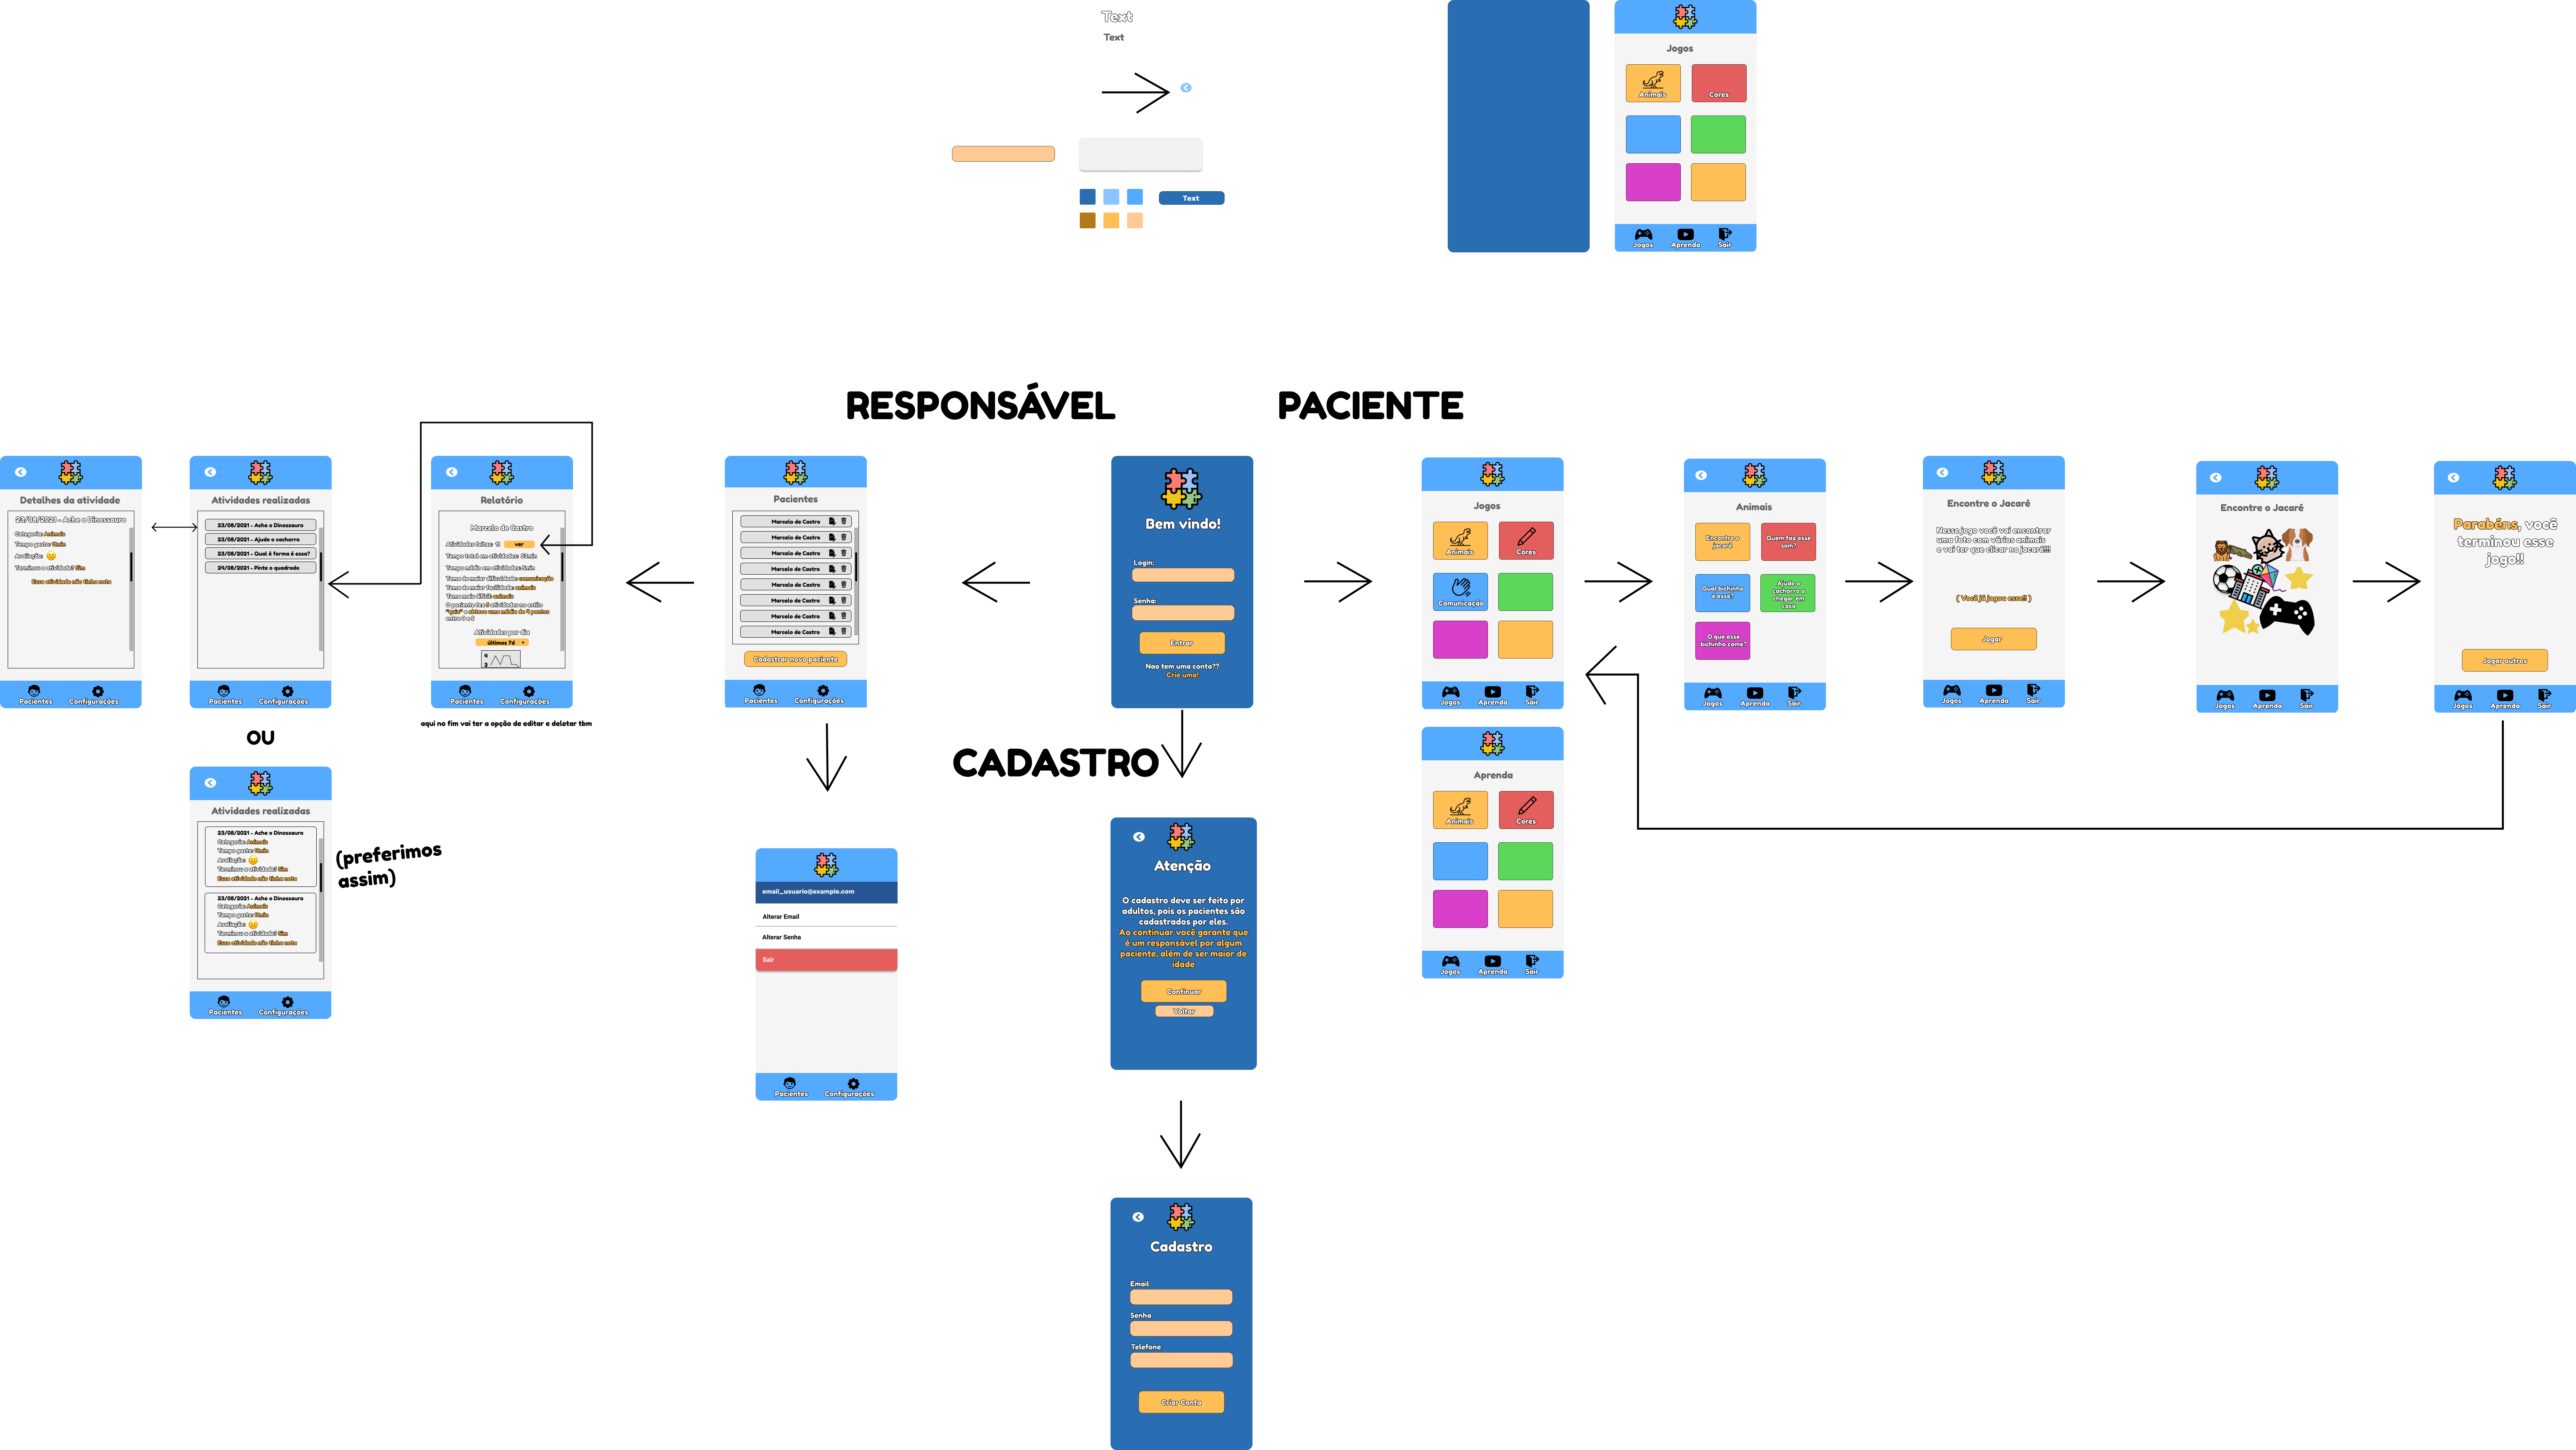 Text
Text
Text
Jogos
Animais
Cores
Jogos
Aprenda
Sair
RESPONSÁVEL
PACIENTE
Detalhes da atividade
23/08/2021 - Ache o Dinossauro
Categoria: Animais
Tempo gasto: 11min
Avaliação:
Terminou a atividade? Sim
Essa atividade não tinha nota
Pacientes
Configurações
Atividades realizadas
23/08/2021 - Ache o Dinossauro
23/08/2021 - Ajude o cachorro
23/08/2021 - Qual é forma é essa?
24/08/2021 - Pinte o quadrado
Pacientes
Configurações
OU
Atividades realizadas
23/08/2021 - Ache o Dinossauro
Categoria: Animais
Tempo gasto: 11min
Avaliação:
Terminou a atividade? Sim
Essa atividade não tinha nota
23/08/2021 - Ache o Dinossauro
Categoria: Animais
Tempo gasto: 11min
Avaliação:
Terminou a atividade? Sim
Essa atividade não tinha nota
Pacientes
Configurações
(preferimos
assim)
Relatório
Marcelo de Castro
Atividades feitas: 11
ver
Tempo total em atividades: 53min
Tempo médio em atividades: 5min
Tema de maior dificuldade: comunicação
Tema de maior facilidade: animais
Tema mais difícil: animais
O paciente fez 5 atividades no estilo
"quiz" e obteve uma média de 4 pontos
entre 0 e 5
Atividades por dia
últimos 7d
4
3
Pacientes
Configurações
aqui no fim vai ter a opção de editar e deletar tbm
Pacientes
Marcelo de Castro
Marcelo de Castro
Marcelo de Castro
Marcelo de Castro
Marcelo de Castro
Marcelo de Castro
Marcelo de Castro
Marcelo de Castro
Cadastrar novo paciente
Pacientes
Configurações
email_usuario@example.com
Alterar Email
Alterar Senha
Sair
Pacientes
Configurações
Bem vindo!
Login:
Senha:
Entrar
Nao tem uma conta??
Crie uma!
CADASTRO
Atenção
O cadastro deve ser feito por
adultos, pois os pacientes são
cadastrados por eles.
Ao continuar você garante que
é um responsável por algum
paciente, além de ser maior de
idade
Continuar
Voltar
Cadastro
Email
Senha
Telefone
Criar Conta
Jogos
Animais
Cores
Comunicação
Jogos
Aprenda
Sair
Aprenda
Animais
Cores
Jogos
Aprenda
Sair
Animais
Encontre o
jacaré
Quem faz esse
som?
Qual bichinho
é esse?
Ajude o
cachorro a
chegar em
casa
O que esse
bichinho come?
Jogos
Aprenda
Sair
Encontre o Jacaré
Nesse jogo você vai encontrar
uma foto com vários animais
e vai ter que clicar no jacaré!!!
( Você já jogou esse!! )
Jogar
Jogos
Aprenda
Sair
Encontre o Jacaré
Jogos
Aprenda
Sair
Parabéns, você
terminou esse
jogo!!
Jogar outros
Jogos
Aprenda
Sair